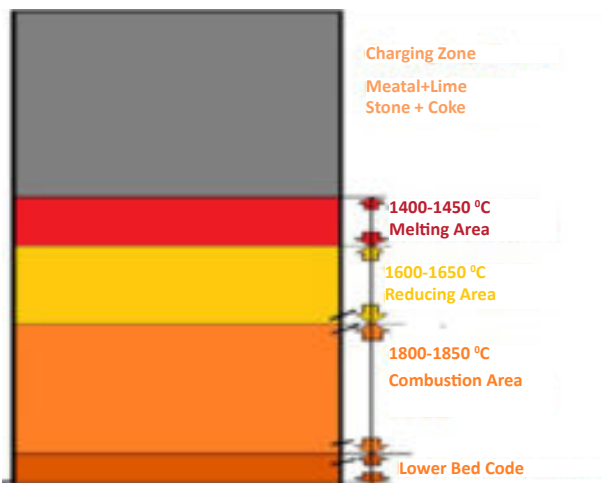 Charging Zone
Meatal+Lime
Stone + Coke
1400-1450 ⁰C
Melting Area
1600-1650 ⁰C
Reducing Area
1800-1850 ⁰C
Combustion Area
Lower Bed Code